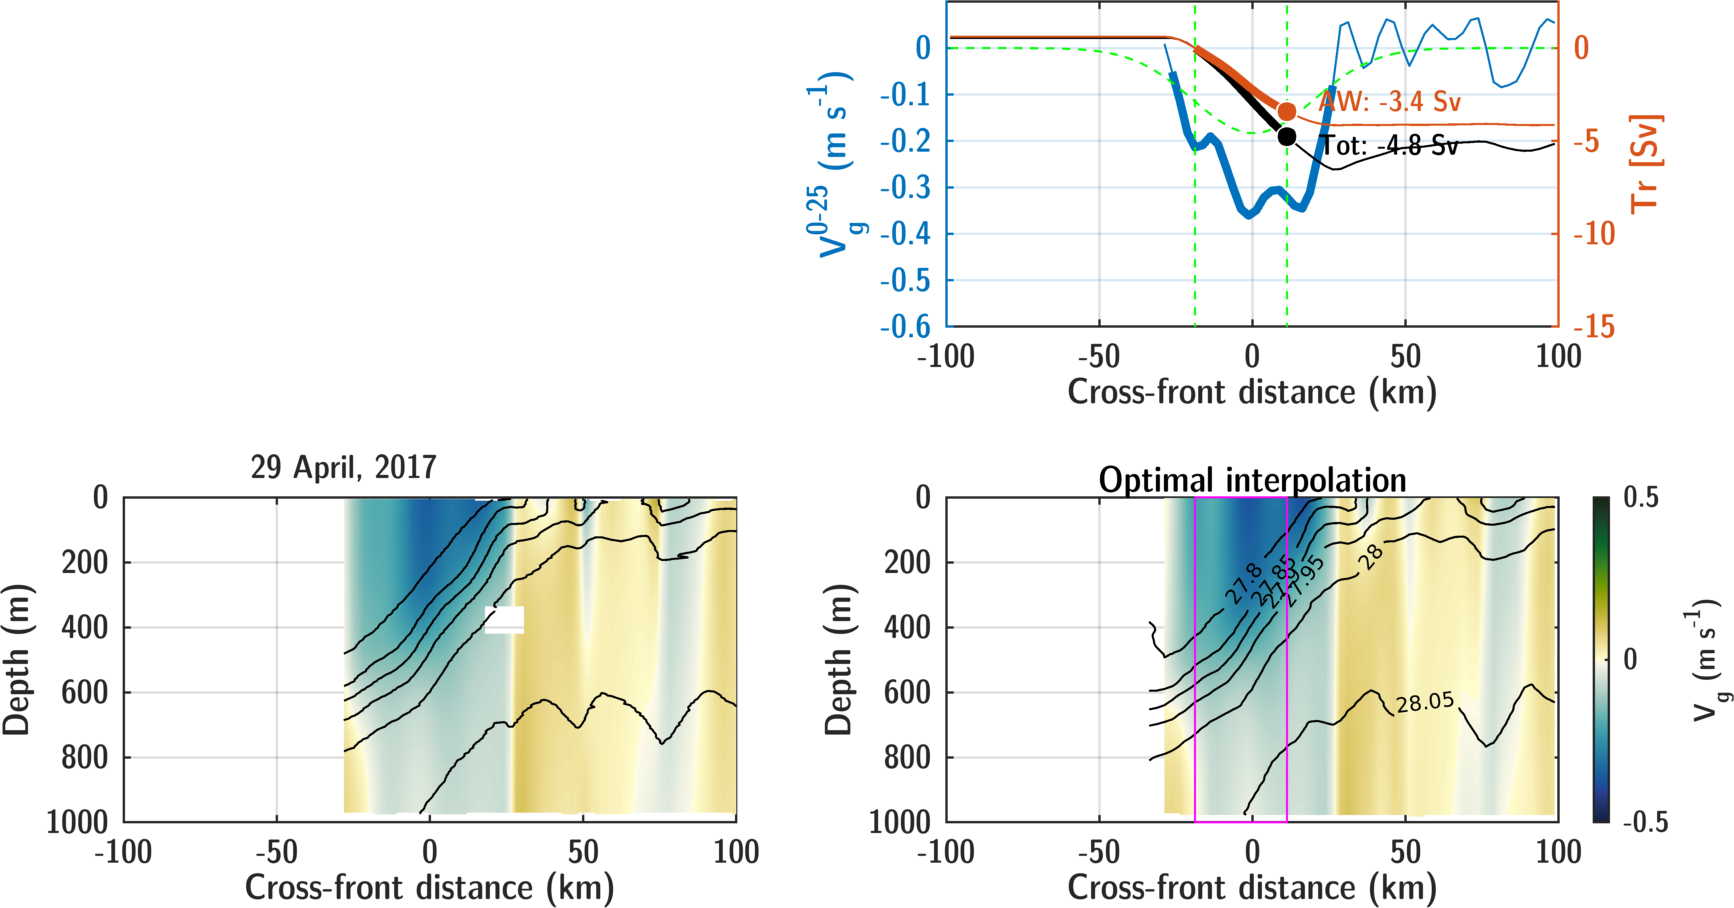 0
-0.1
-0.2
-0.3
-0.4
-0.5
-0.6
V_g^{0-25} (m s^{-1})
AW: -3.4 Sv
Tot: -4.8 Sv
0
-5
-10
-15
Tr [Sv]
-100 -50 0 50 100
Cross-front distance (km)
29 April, 2017
0
200
400
600
800
1000
Depth (m)
-100 -50 0 50 100
Cross-front distance (km)
Optimal interpolation
0
200
400
600
800
1000
Depth (m)
27.8
27.85
27.9
27.95
28
28.05
-100 -50 0 50 100
Cross-front distance (km)
0.5
0
-0.5
V_g (m s^{-1})